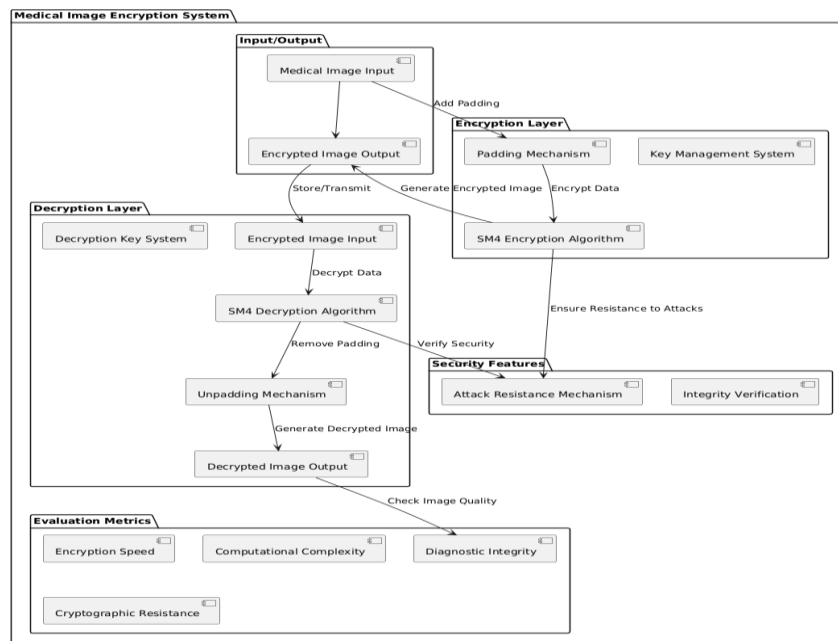 Medical Image Encryption System
Input/Output
Medical Image Input
Add Padding
Encryption Layer
Encrypted Image Output
Padding Mechanism
Key Management System
Store/Transmit
Generate Encrypted Image
Encrypt Data
Decryption Layer
Decryption Key System
Encrypted Image Input
SM4 Encryption Algorithm
Decrypt Data
SM4 Decryption Algorithm
Ensure Resistance to Attacks
Remove Padding
Verify Security
Security Features
Unpadding Mechanism
Attack Resistance Mechanism
Integrity Verification
Generate Decrypted Image
Decrypted Image Output
Check Image Quality
Evaluation Metrics
Encryption Speed
Computational Complexity
Diagnostic Integrity
Cryptographic Resistance